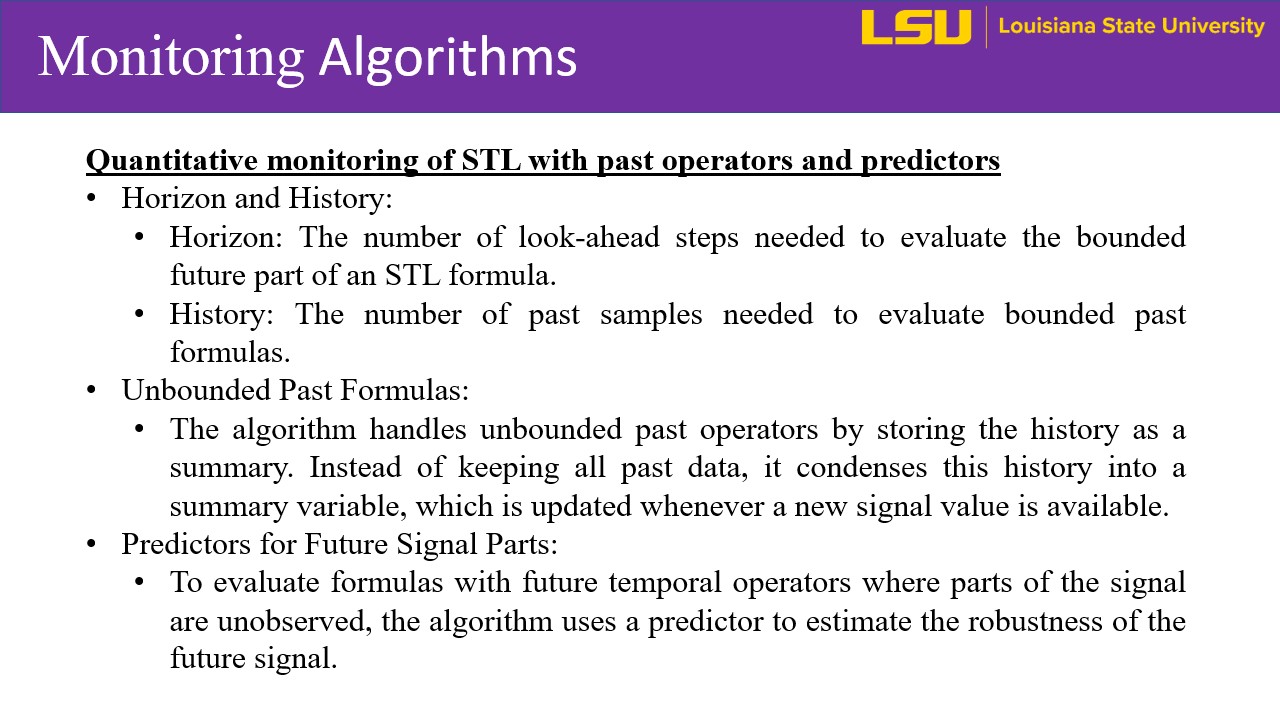 Monitoring Algorithms
LSU | Louisiana State University
Quantitative monitoring of STL with past operators and predictors
• Horizon and History:
• Horizon: The number of look-ahead steps needed to evaluate the bounded
future part of an STL formula.
• History: The number of past samples needed to evaluate bounded past
formulas.
• Unbounded Past Formulas:
• The algorithm handles unbounded past operators by storing the history as a
summary. Instead of keeping all past data, it condenses this history into a
summary variable, which is updated whenever a new signal value is available.
• Predictors for Future Signal Parts:
• To evaluate formulas with future temporal operators where parts of the signal
are unobserved, the algorithm uses a predictor to estimate the robustness of the
future signal.